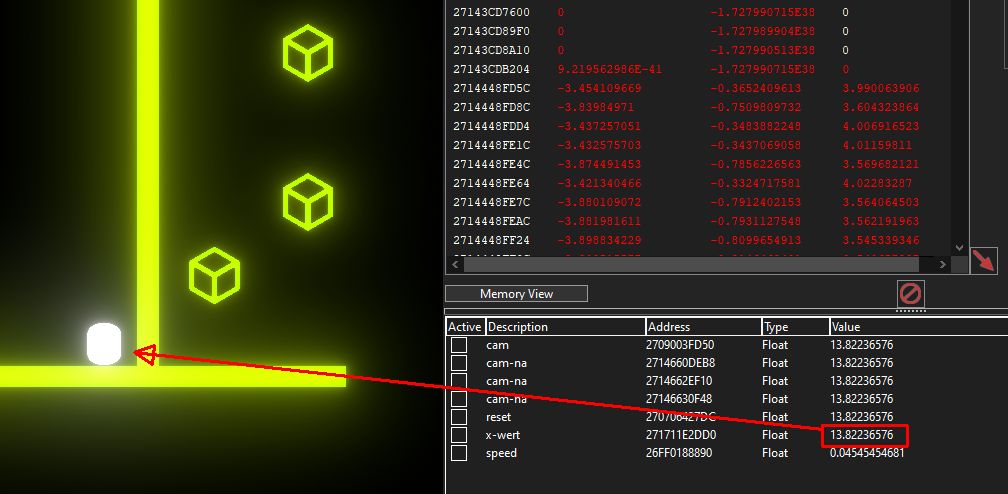 27143CD7600 0 -1.727990715E38 0
27143CD89F0 0 -1.727989904E38 0
27143CD8A10 0 -1.727990513E38 0
27143CDB204 9.219562986E-41 -1.727990715E38 0
2714448FD5C -3.454109669 -0.3652409613 3.990063906
2714448FD8C -3.83984971 -0.7509809732 3.604323864
2714448FDD4 -3.437257051 -0.3483882248 4.006916523
2714448FE1C -3.432575703 -0.3437069058 4.01159811
2714448FE4C -3.874491453 -0.7856226563 3.569682121
2714448FE64 -3.421340466 -0.3324717581 4.02283287
2714448FE7C -3.880109072 -0.7912402153 3.564064503
2714448FEAC -3.881981611 -0.7931127548 3.562191963
2714448FF24 -3.898834229 -0.8099654913 3.545339346
Memory View
Active Description Address Type Value
cam 2709003FD50 Float 13.82236576
cam-na 2714660DEB8 Float 13.82236576
cam-na 2714662EF10 Float 13.82236576
cam-na 27146630F48 Float 13.82236576
reset 270706427DC Float 13.82236576
x-wert 271711E2DD0 Float 13.82236576
speed 26FF0188890 Float 0.04545454681